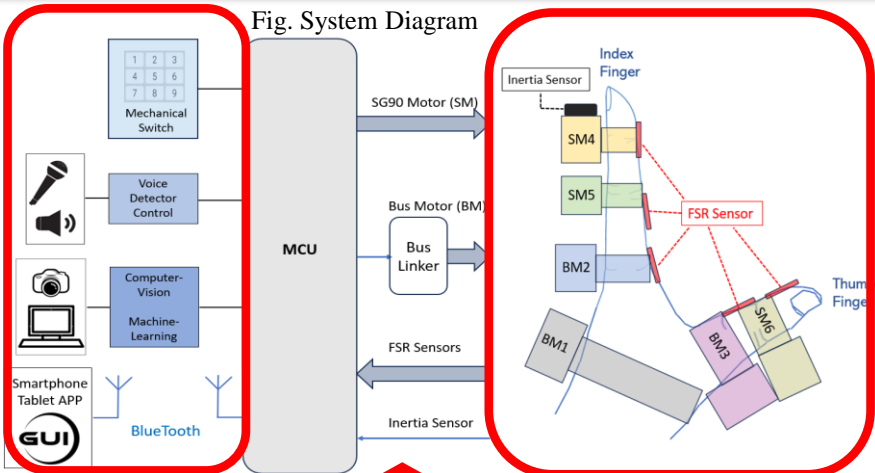 Fig. System Diagram
1 2 3
4 5 6
7 8 9
Mechanical
Switch
Voice
Detector
Control
Computer-
Vision
Machine-
Learning
Smartphone
Tablet APP
GUI
BlueTooth
MCU
SG90 Motor (SM)
Bus Motor (BM)
Bus
Linker
FSR Sensors
Inertia Sensor
Index
Finger
Inertia Sensor
SM4
SM5
FSR Sensor
BM2
Thum
Finge
BM1
BM3
SM6